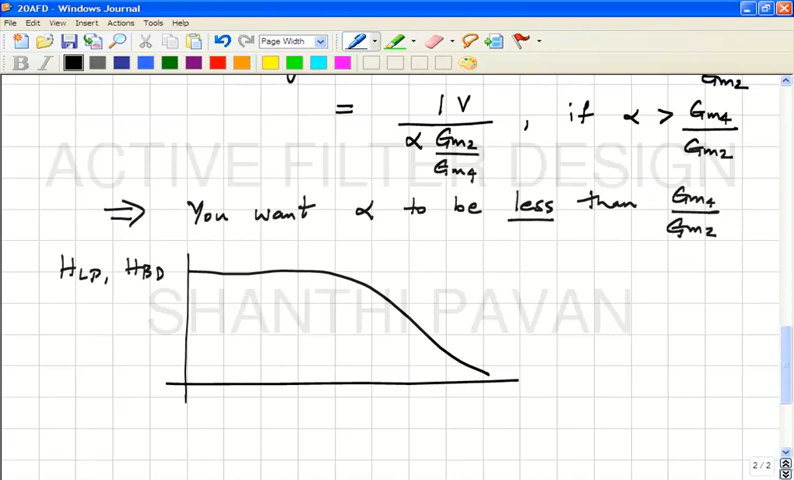 20AFD - Windows Journal
File Edit View Insert Actions Tools Help
Page Width
B I
Gm2
= 1 V / α Gm2/Gm4 , if α > Gm4/Gm2
ACTIVE FILTER DESIGN
⇒ You want α to be less than Gm4/Gm2
HLP, HBD
SHANTHI PAVAN
2 / 2